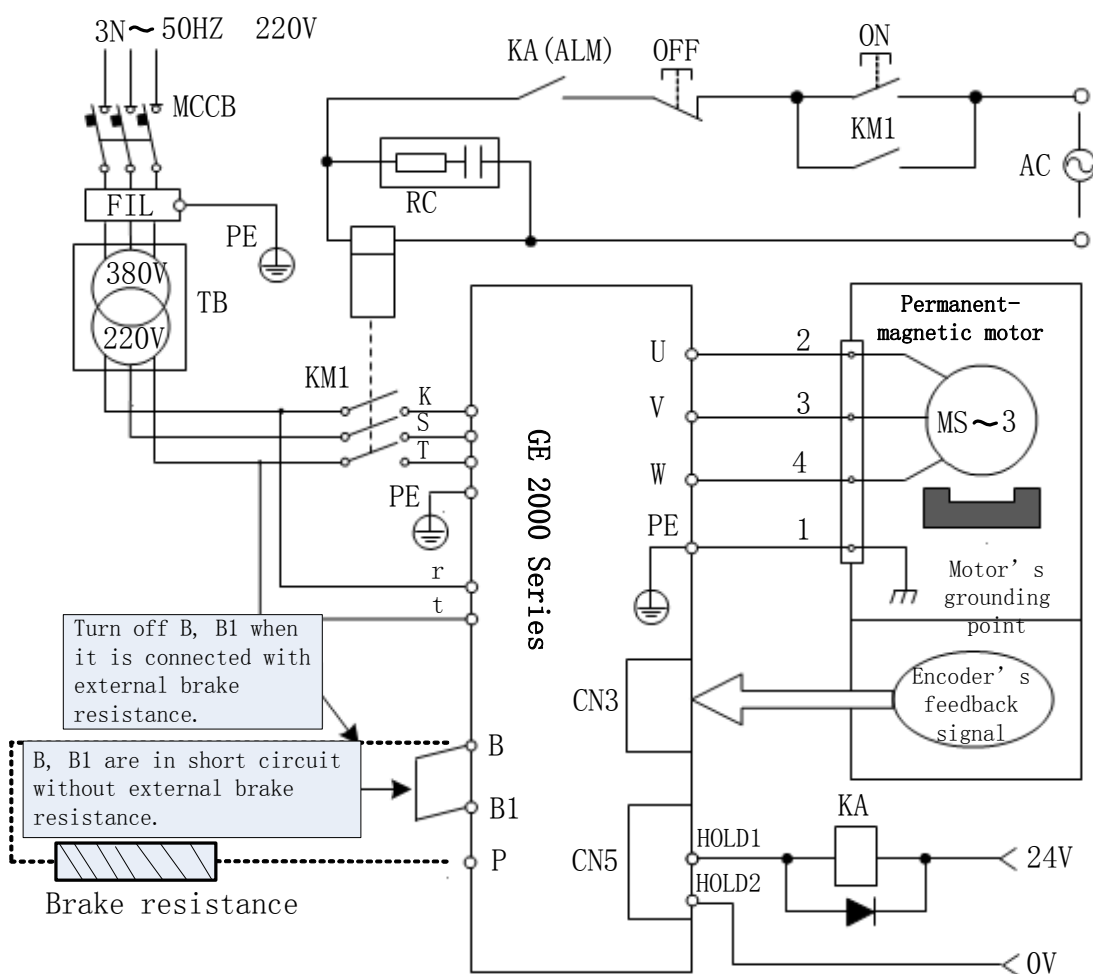 3N～50HZ 220V
MCCB
FIL
PE
380V
220V
TB
KA(ALM)
OFF
ON
KM1
RC
AC
KM1
K
S
T
PE
r
t
GE 2000 Series
U
V
W
PE
2
3
4
1
Permanent-
magnetic motor
MS～3
Motor's
grounding
point
Encoder's
feedback
signal
CN3
Turn off B, B1 when
it is connected with
external brake
resistance.
B, B1 are in short circuit
without external brake
resistance.
B
B1
P
Brake resistance
CN5
HOLD1
HOLD2
KA
24V
0V